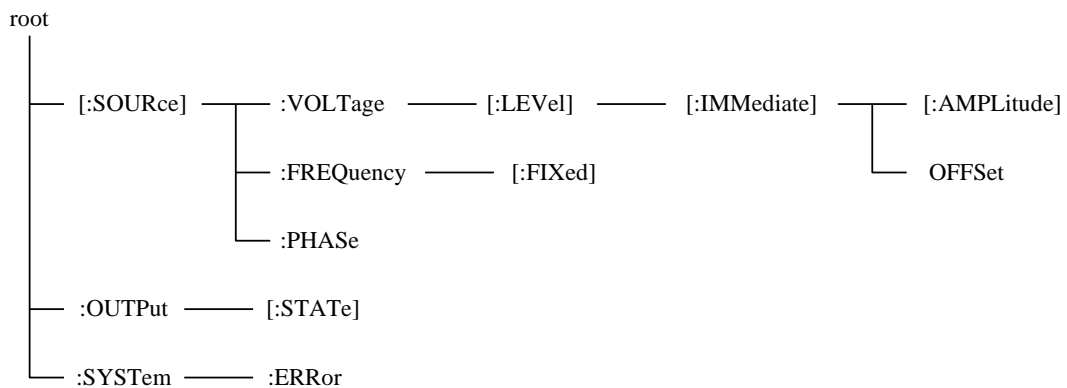 root
[:SOURce] :VOLTage [:LEVel] [:IMMediate] [:AMPLitude]
:FREQuency [:FIXed] OFFSet
:PHASe
:OUTPut [:STATe]
:SYSTem :ERRor